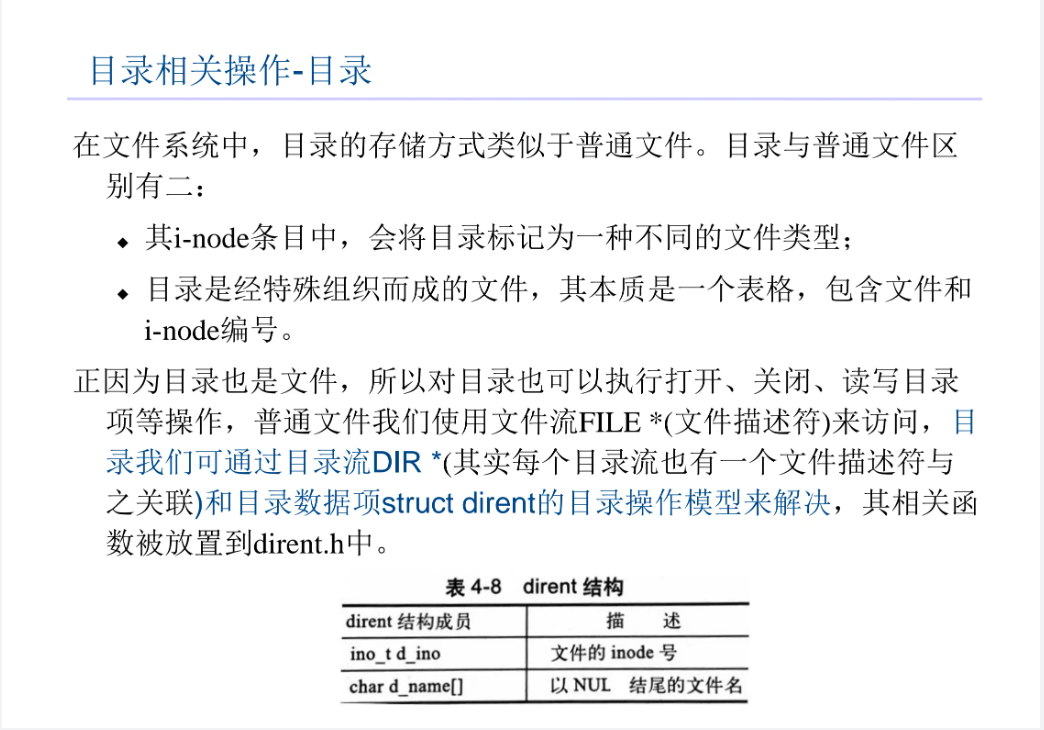 目录相关操作-目录
在文件系统中，目录的存储方式类似于普通文件。目录与普通文件区
别有二：
◆ 其i-node条目中，会将目录标记为一种不同的文件类型；
◆ 目录是经特殊组织而成的文件，其本质是一个表格，包含文件和
i-node编号。
正因为目录也是文件，所以对目录也可以执行打开、关闭、读写目录
项等操作，普通文件我们使用文件流FILE *(文件描述符)来访问，目
录我们可通过目录流DIR *(其实每个目录流也有一个文件描述符与
之关联)和目录数据项struct dirent的目录操作模型来解决，其相关函
数被放置到dirent.h中。
表 4-8 dirent 结构
dirent 结构成员 描 述
ino_t d_ino 文件的 inode 号
char d_name[] 以 NUL 结尾的文件名